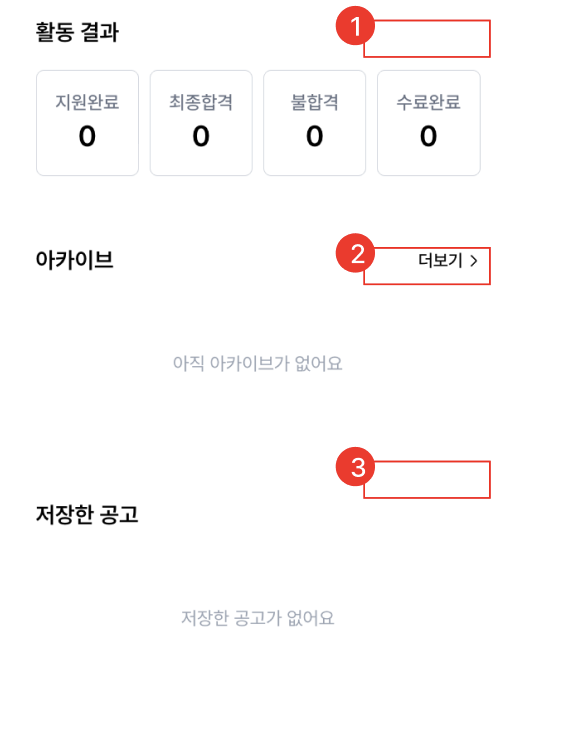 활동 결과
1
지원완료 최종합격 불합격 수료완료
0 0 0 0
아카이브
2
더보기 >
아직 아카이브가 없어요
3
저장한 공고
저장한 공고가 없어요